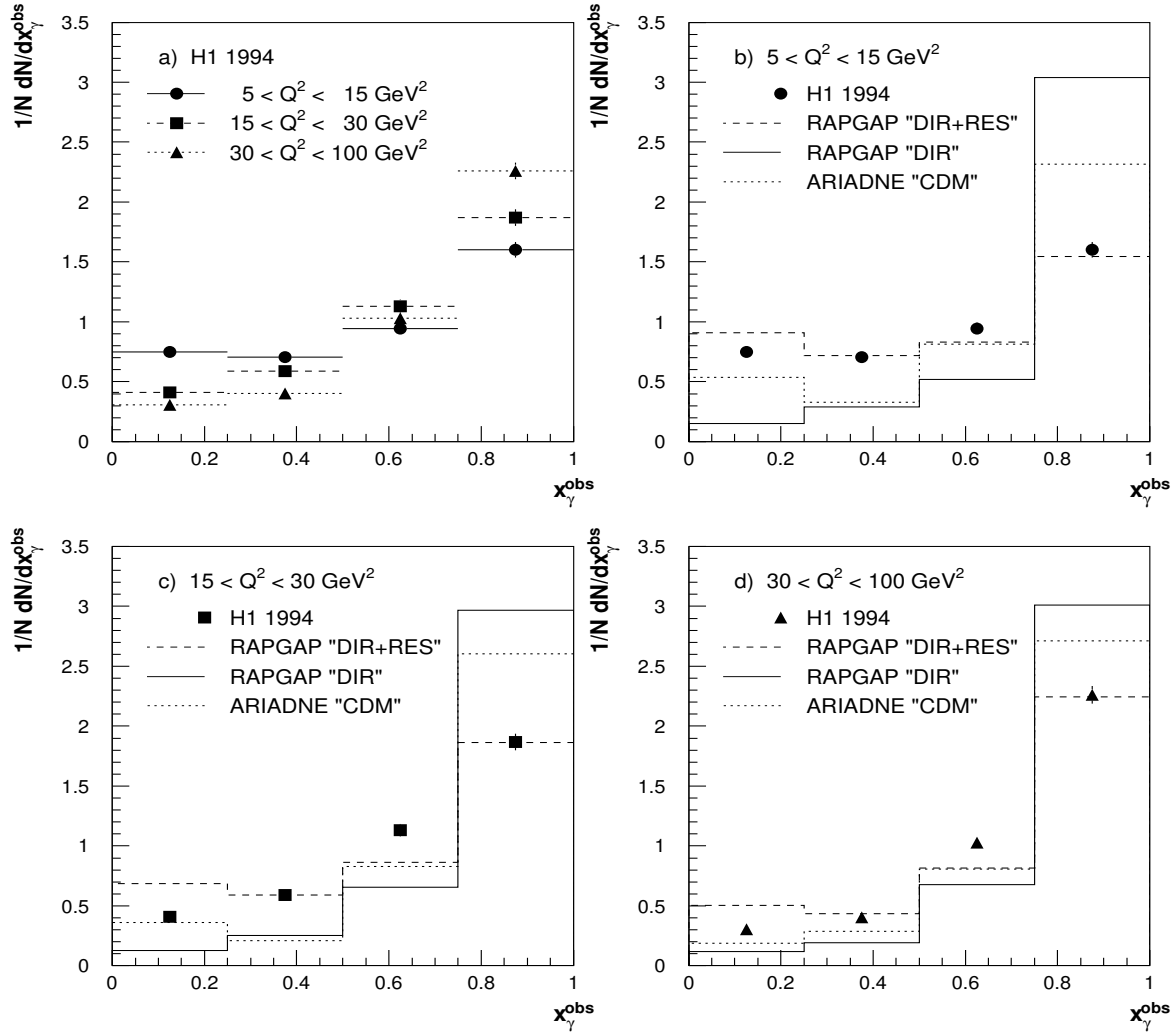 1/N dN/dxγ^obs
3.5
3
2.5
2
1.5
1
0.5
0
a) H1 1994
5 < Q² < 15 GeV²
15 < Q² < 30 GeV²
30 < Q² < 100 GeV²
0 0.2 0.4 0.6 0.8 1
xγ^obs
1/N dN/dxγ^obs
3.5
3
2.5
2
1.5
1
0.5
0
b) 5 < Q² < 15 GeV²
H1 1994
RAPGAP "DIR+RES"
RAPGAP "DIR"
ARIADNE "CDM"
0 0.2 0.4 0.6 0.8 1
xγ^obs
1/N dN/dxγ^obs
3.5
3
2.5
2
1.5
1
0.5
0
c) 15 < Q² < 30 GeV²
H1 1994
RAPGAP "DIR+RES"
RAPGAP "DIR"
ARIADNE "CDM"
0 0.2 0.4 0.6 0.8 1
xγ^obs
1/N dN/dxγ^obs
3.5
3
2.5
2
1.5
1
0.5
0
d) 30 < Q² < 100 GeV²
H1 1994
RAPGAP "DIR+RES"
RAPGAP "DIR"
ARIADNE "CDM"
0 0.2 0.4 0.6 0.8 1
xγ^obs